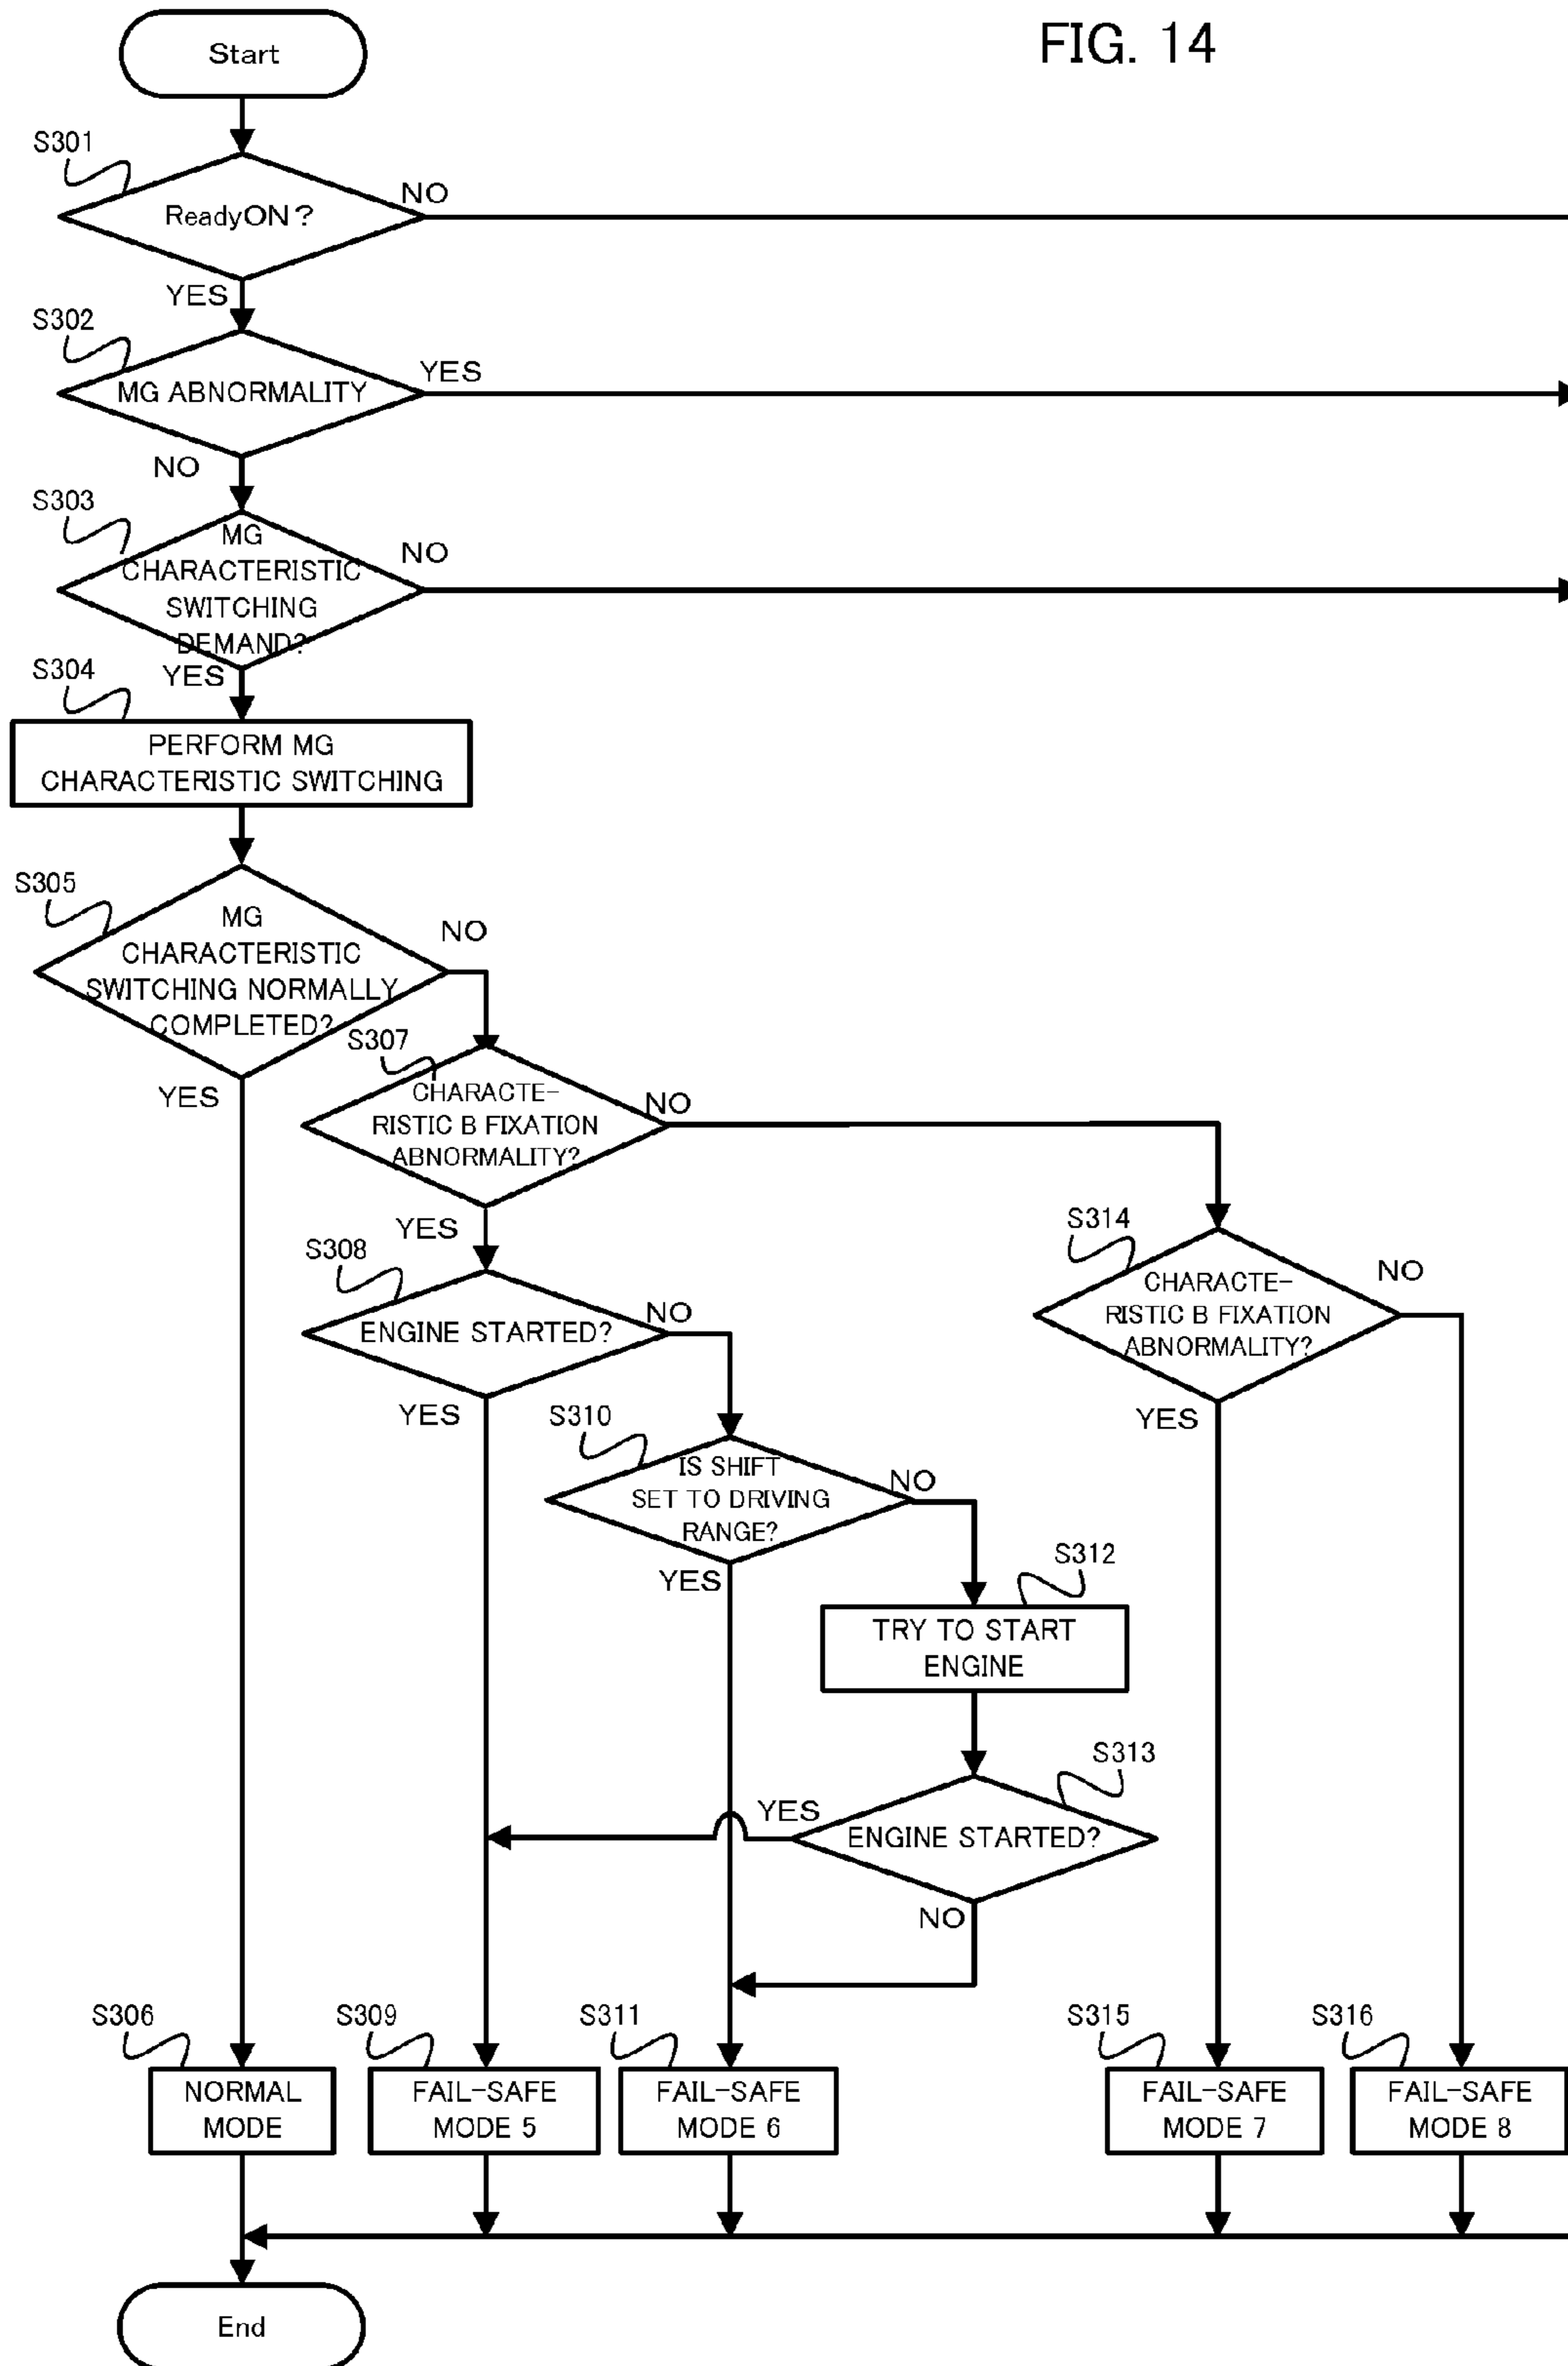 FIG. 14
Start
S301
ReadyON?
NO
YES
S302
MG ABNORMALITY
YES
NO
S303
MG
CHARACTERISTIC
SWITCHING
DEMAND?
NO
YES
S304
PERFORM MG
CHARACTERISTIC SWITCHING
S305
MG
CHARACTERISTIC
SWITCHING NORMALLY
COMPLETED?
NO
YES
S307
CHARACTE-
RISTIC B FIXATION
ABNORMALITY?
NO
YES
S308
ENGINE STARTED?
NO
YES
S314
CHARACTE-
RISTIC B FIXATION
ABNORMALITY?
NO
YES
S310
IS SHIFT
SET TO DRIVING
RANGE?
NO
YES
S312
TRY TO START
ENGINE
S313
ENGINE STARTED?
YES
NO
S306
NORMAL
MODE
S309
FAIL-SAFE
MODE 5
S311
FAIL-SAFE
MODE 6
S315
FAIL-SAFE
MODE 7
S316
FAIL-SAFE
MODE 8
End